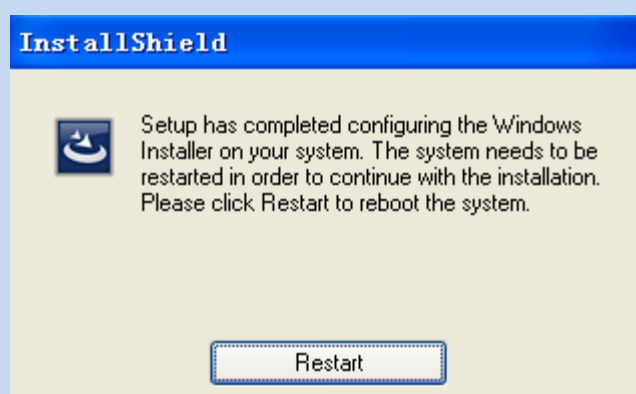 InstallShield
Setup has completed configuring the Windows
Installer on your system. The system needs to be
restarted in order to continue with the installation.
Please click Restart to reboot the system.
Restart